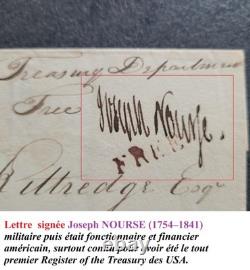 Treasury Department
Free Joseph Nourse.
FREE
Kittredge Esqr
Lettre signée Joseph NOURSE (1754–1841)
militaire puis était fonctionnaire et financier
américain, surtout connu pour avoir été le tout
premier Register of the Treasury des USA.